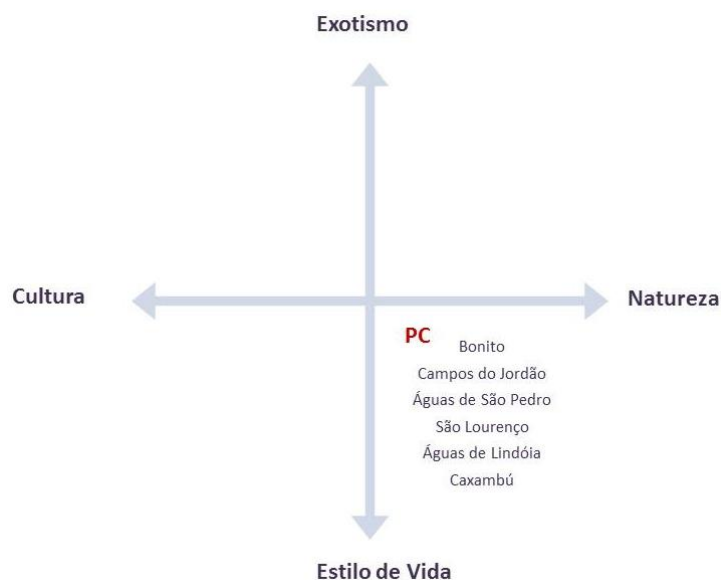 Exotismo
Cultura
Natureza
PC
Bonito
Campos do Jordão
Águas de São Pedro
São Lourenço
Águas de Lindóia
Caxambú
Estilo de Vida